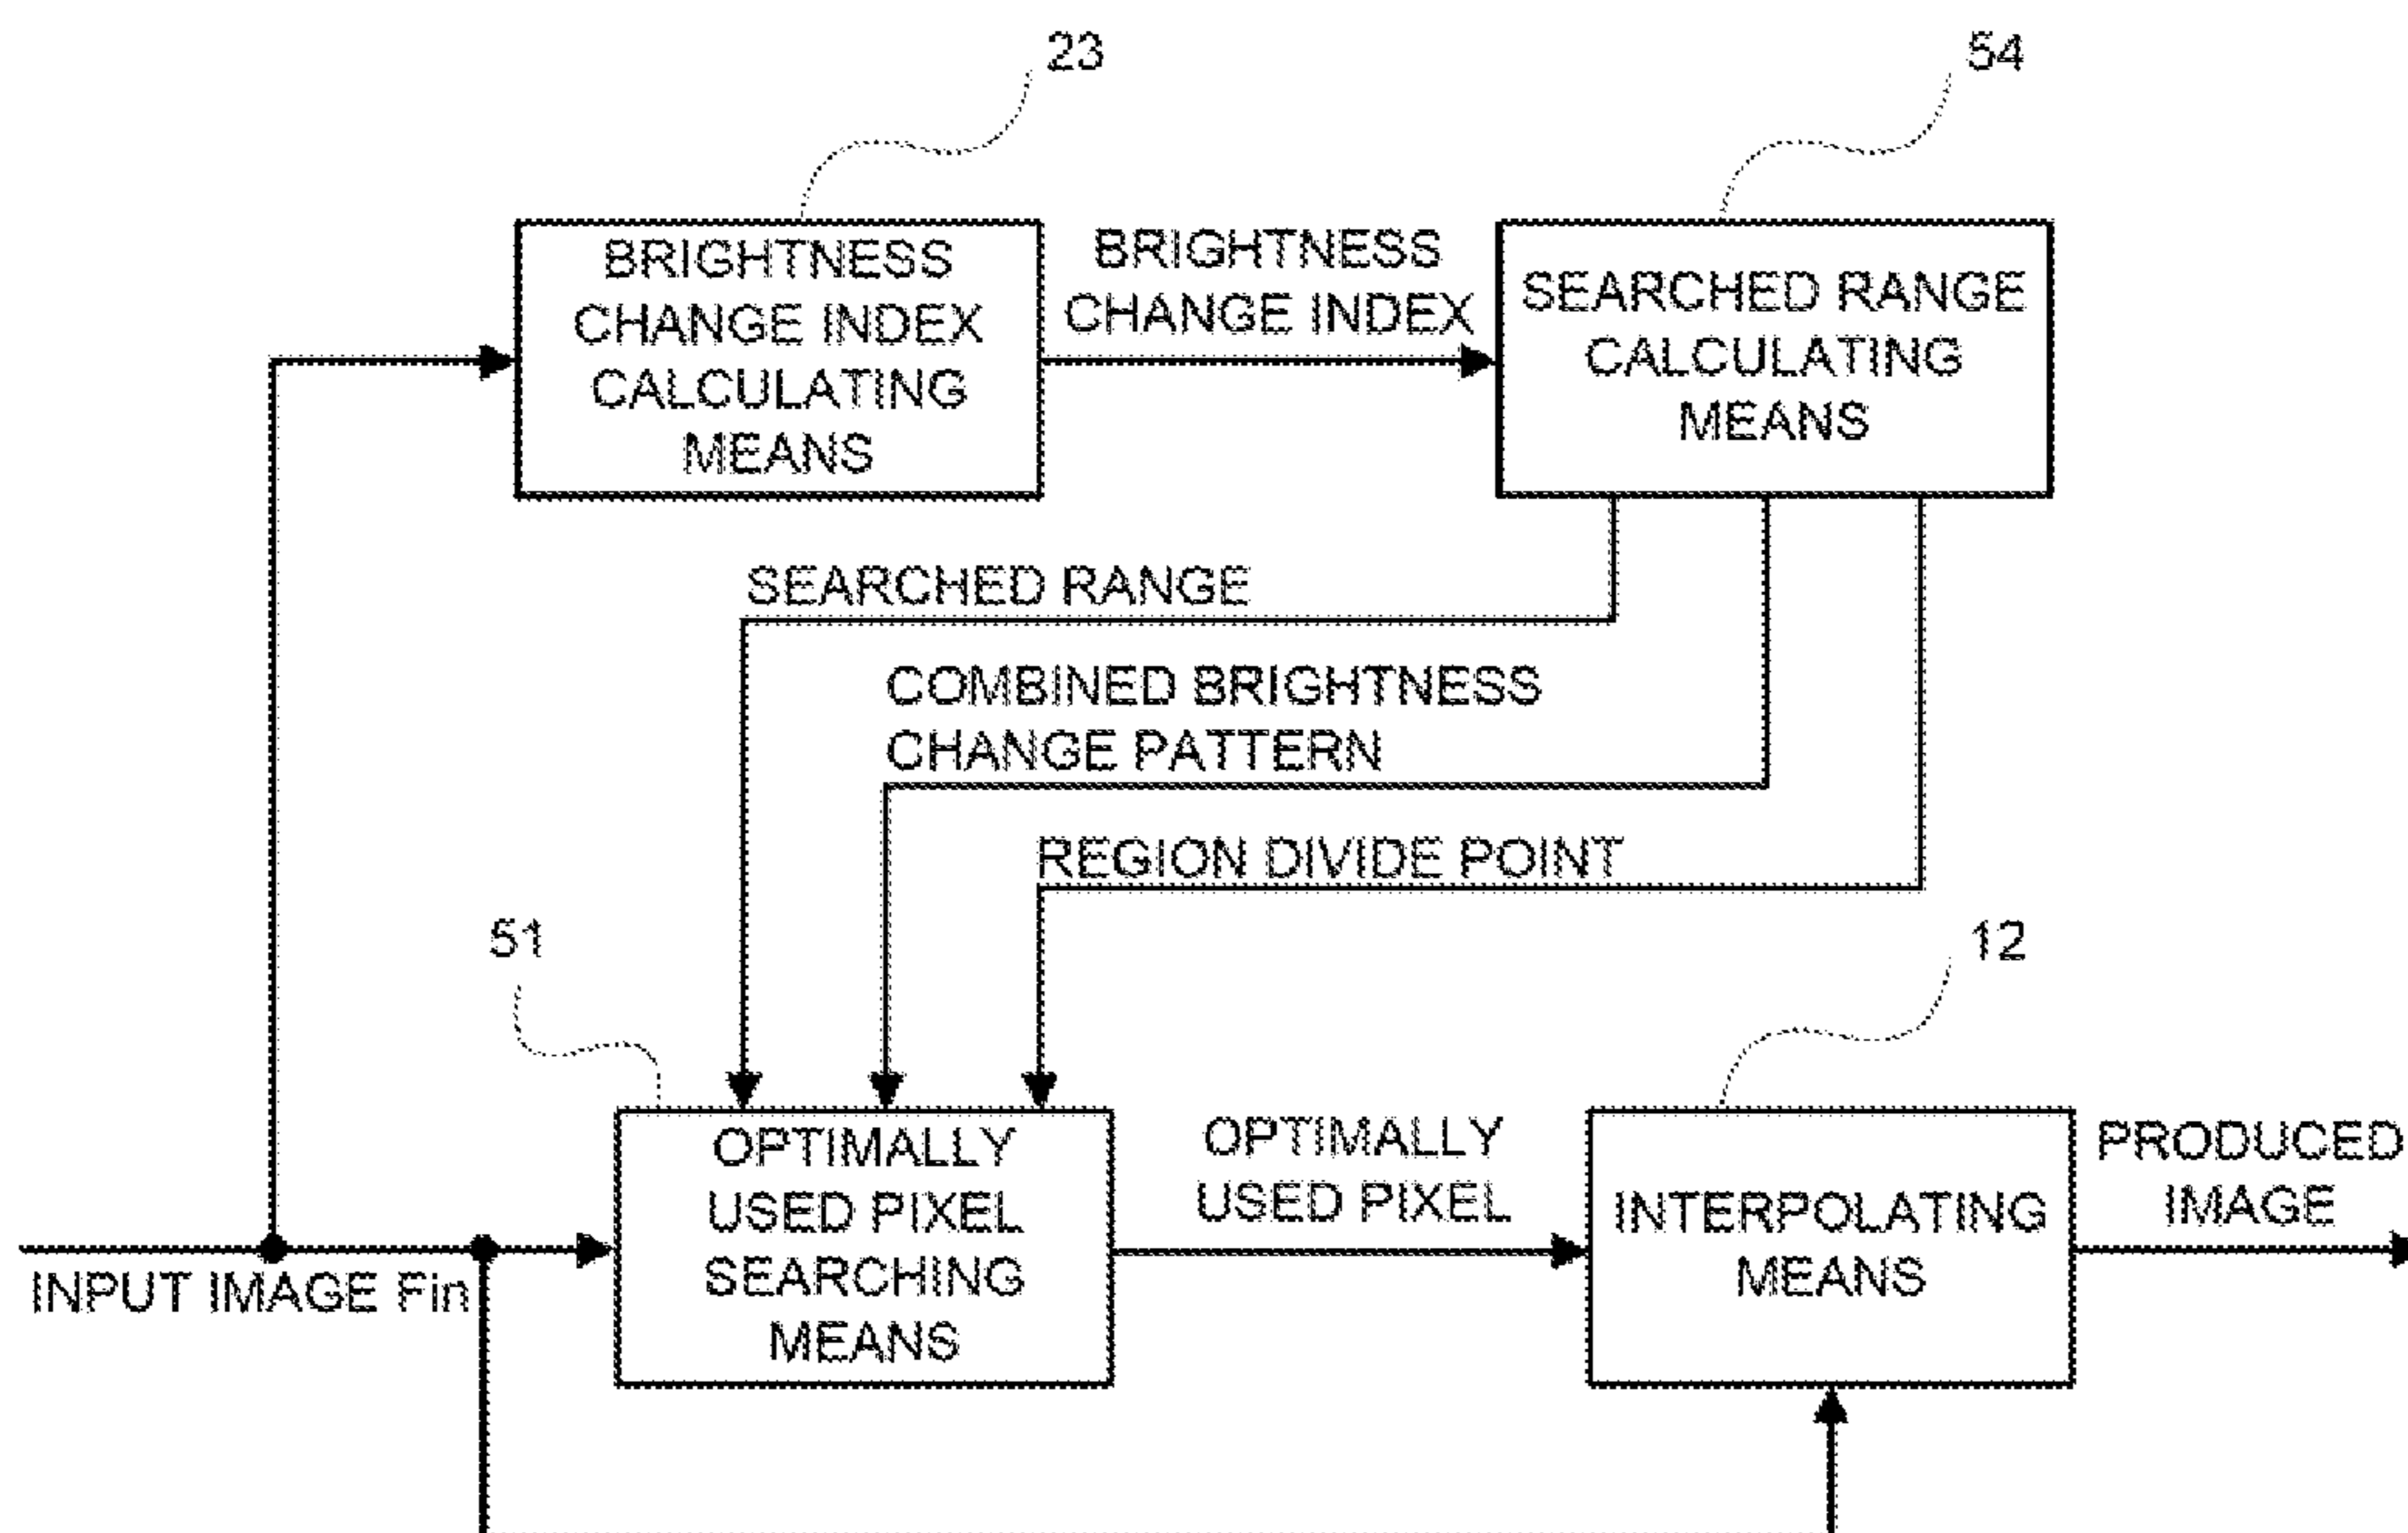 23
54
BRIGHTNESS
CHANGE INDEX
CALCULATING
MEANS
BRIGHTNESS
CHANGE INDEX
SEARCHED RANGE
CALCULATING
MEANS
SEARCHED RANGE
COMBINED BRIGHTNESS
CHANGE PATTERN
REGION DIVIDE POINT
51
12
INPUT IMAGE Fin
OPTIMALLY
USED PIXEL
SEARCHING
MEANS
OPTIMALLY
USED PIXEL
INTERPOLATING
MEANS
PRODUCED
IMAGE